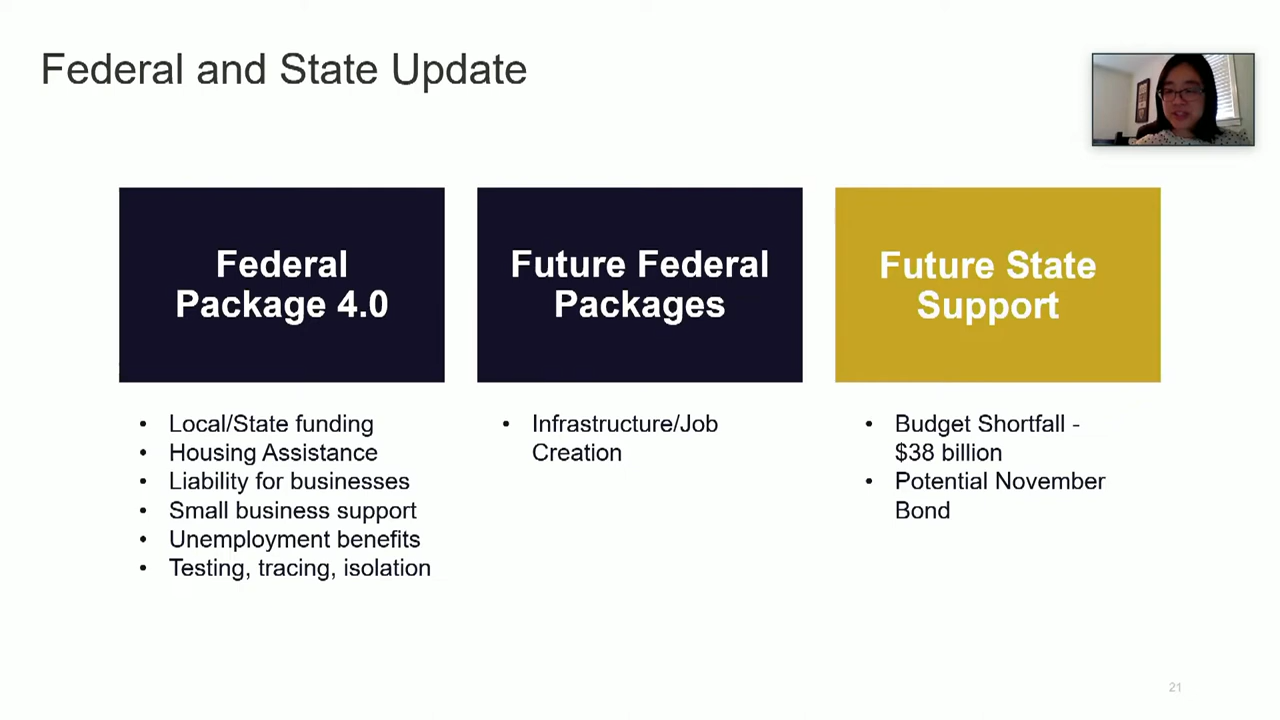 Federal and State Update
Federal
Package 4.0
Future Federal
Packages
Future State
Support
• Local/State funding
• Housing Assistance
• Liability for businesses
• Small business support
• Unemployment benefits
• Testing, tracing, isolation
• Infrastructure/Job
Creation
• Budget Shortfall -
$38 billion
• Potential November
Bond
21